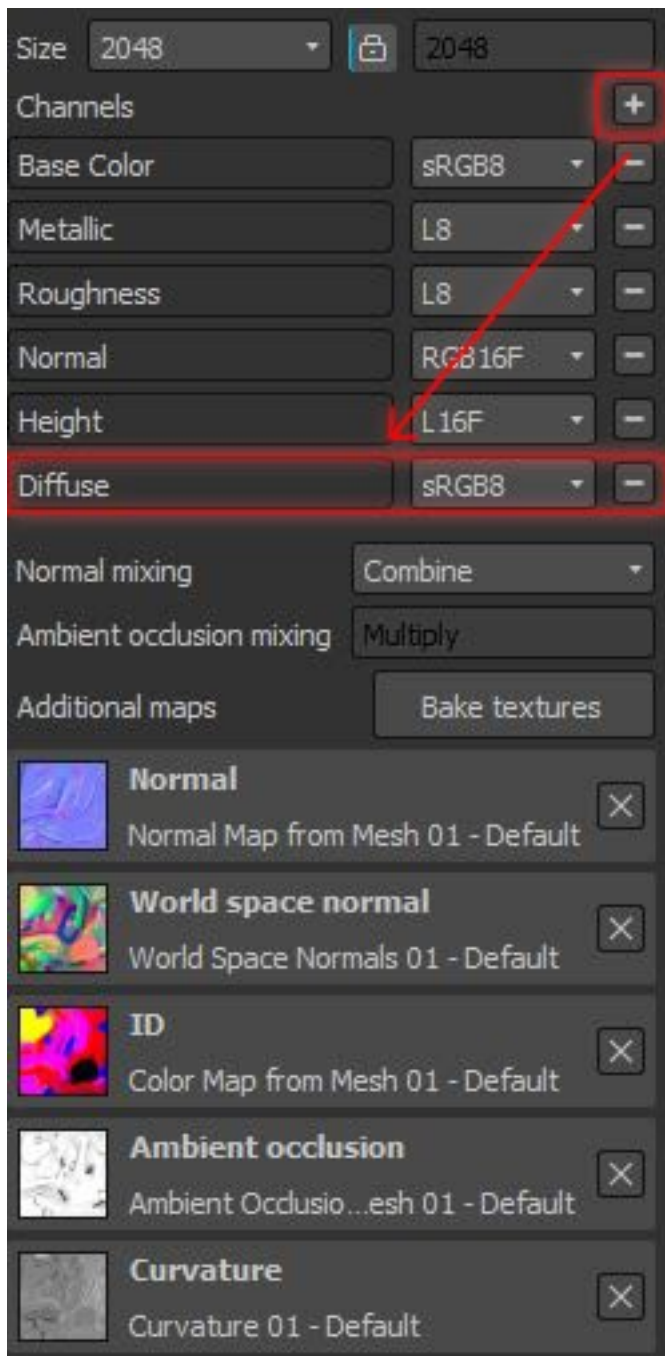 Size 2048 2048
Channels +
Base Color sRGB8 −
Metallic L8 −
Roughness L8 −
Normal RGB16F −
Height L16F −
Diffuse sRGB8 −
Normal mixing Combine
Ambient occlusion mixing Multiply
Additional maps Bake textures
Normal
Normal Map from Mesh 01 - Default
World space normal
World Space Normals 01 - Default
ID
Color Map from Mesh 01 - Default
Ambient occlusion
Ambient Occlusio...esh 01 - Default
Curvature
Curvature 01 - Default